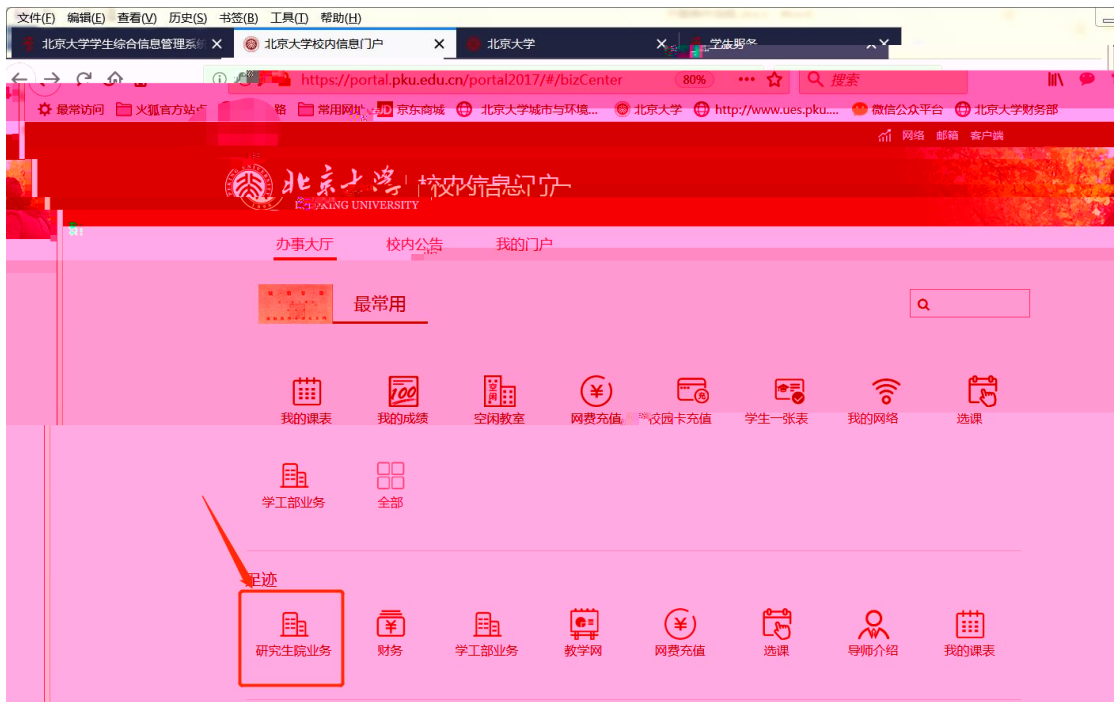 文件(F) 编辑(E) 查看(V) 历史(S) 书签(B) 工具(T) 帮助(H)
北京大学学生综合信息管理系统 北京大学校内信息门户 北京大学 学生服务
https://portal.pku.edu.cn/portal2017/#/bizCenter 80% 搜索
最常访问 火狐官方站点 路 常用网址 JD 京东商城 北京大学城市与环境... 北京大学 http://www.ues.pku.... 微信公众平台 北京大学财务部
网络 邮箱 客户端
北京大学 校内信息门户
PEKING UNIVERSITY
办事大厅 校内公告 我的门户
最常用
我的课表 我的成绩 空闲教室 网费充值 校园卡充值 学生一张表 我的网络 选课
学工部业务 全部
足迹
研究生院业务 财务 学工部业务 教学网 网费充值 选课 导师介绍 我的课表